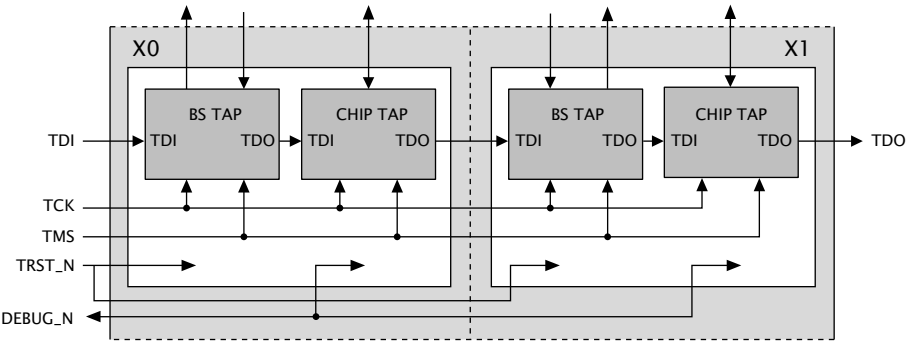 X0 X1
BS TAP CHIP TAP BS TAP CHIP TAP
TDI TDI TDO TDI TDO TDI TDO TDI TDO TDO
TCK
TMS
TRST_N
DEBUG_N